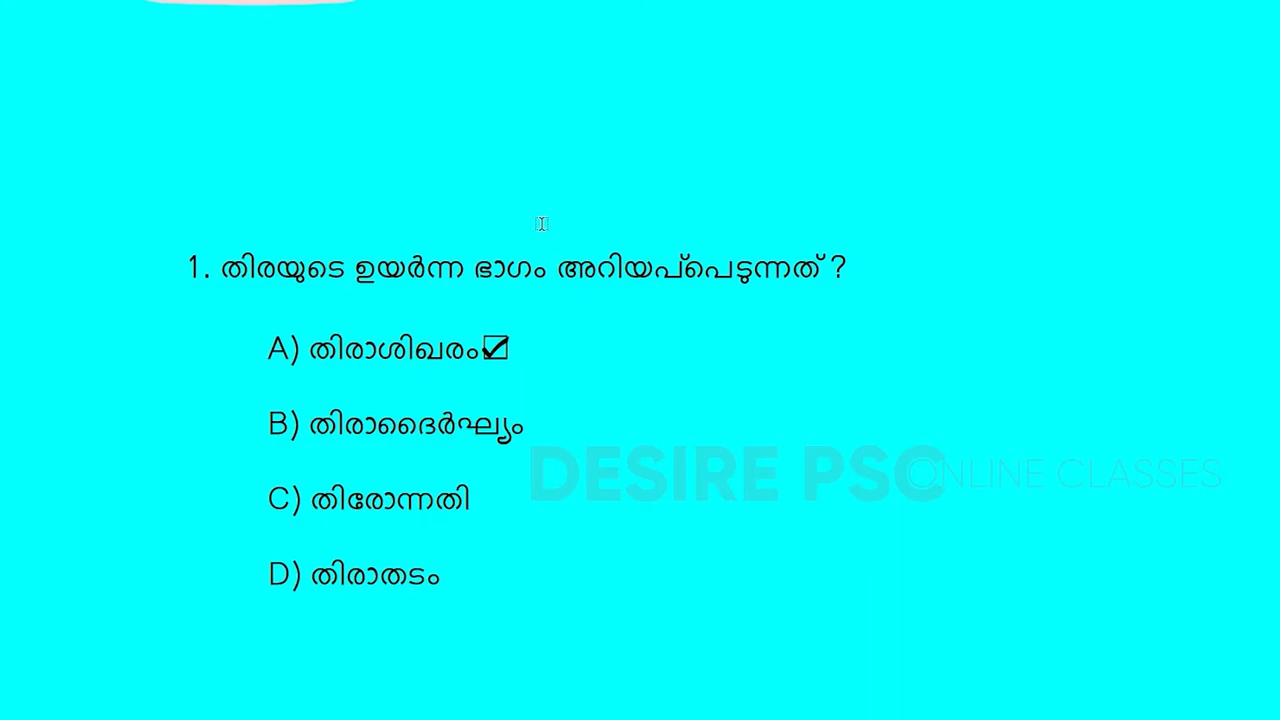 1. തിരയുടെ ഉയർന്ന ഭാഗം അറിയപ്പെടുന്നത് ?
A) തിരാശിഖരം☑
B) തിരാദൈർഘ്യം
C) തിരോന്നതി
D) തിരാതടം
DESIRE PSC ONLINE CLASSES